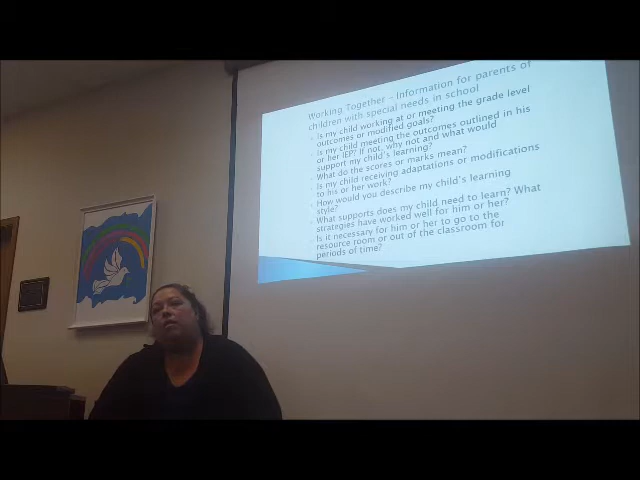 Working Together – Information for parents of
children with special needs in school
Is my child working at or meeting the grade level
outcomes or modified goals?
Is my child meeting the outcomes outlined in his
or her IEP? If not, why not and what would
support my child's learning?
What do the scores or marks mean?
Is my child receiving adaptations or modifications
to his or her work?
How would you describe my child's learning
style?
What supports does my child need to learn? What
strategies have worked well for him or her?
Is it necessary for him or her to go to the
resource room or out of the classroom for
periods of time?